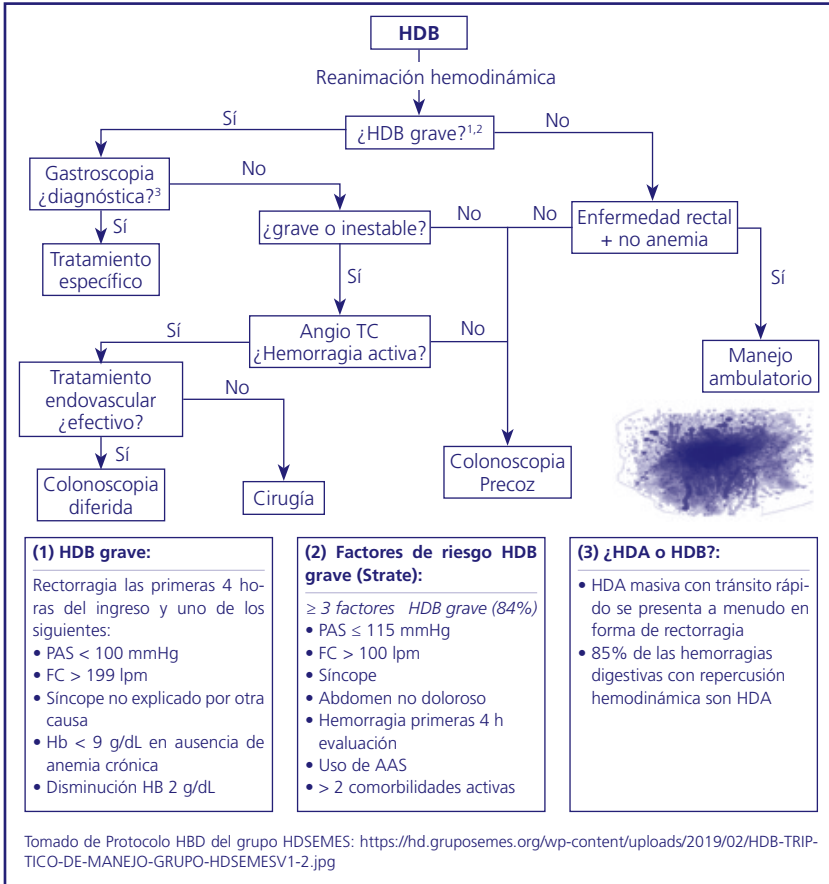 HDB
Reanimación hemodinámica
Sí
¿HDB grave?1,2
No
Gastroscopia
¿diagnóstica?3
No
¿grave o inestable?
No
No
Enfermedad rectal
+ no anemia
Sí
Tratamiento
específico
Sí
Sí
Sí
Angio TC
¿Hemorragia activa?
No
Manejo
ambulatorio
Tratamiento
endovascular
¿efectivo?
No
Sí
Colonoscopia
diferida
Cirugía
Colonoscopia
Precoz
(1) HDB grave:
Rectorragia las primeras 4 ho-
ras del ingreso y uno de los
siguientes:
• PAS < 100 mmHg
• FC > 199 lpm
• Síncope no explicado por otra
causa
• Hb < 9 g/dL en ausencia de
anemia crónica
• Disminución HB 2 g/dL
(2) Factores de riesgo HDB
grave (Strate):
≥ 3 factores HDB grave (84%)
• PAS ≤ 115 mmHg
• FC > 100 lpm
• Síncope
• Abdomen no doloroso
• Hemorragia primeras 4 h
evaluación
• Uso de AAS
• > 2 comorbilidades activas
(3) ¿HDA o HDB?:
• HDA masiva con tránsito rápi-
do se presenta a menudo en
forma de rectorragia
• 85% de las hemorragias
digestivas con repercusión
hemodinámica son HDA
Tomado de Protocolo HBD del grupo HDSEMES: https://hd.gruposemes.org/wp-content/uploads/2019/02/HDB-TRIP-
TICO-DE-MANEJO-GRUPO-HDSEMESV1-2.jpg